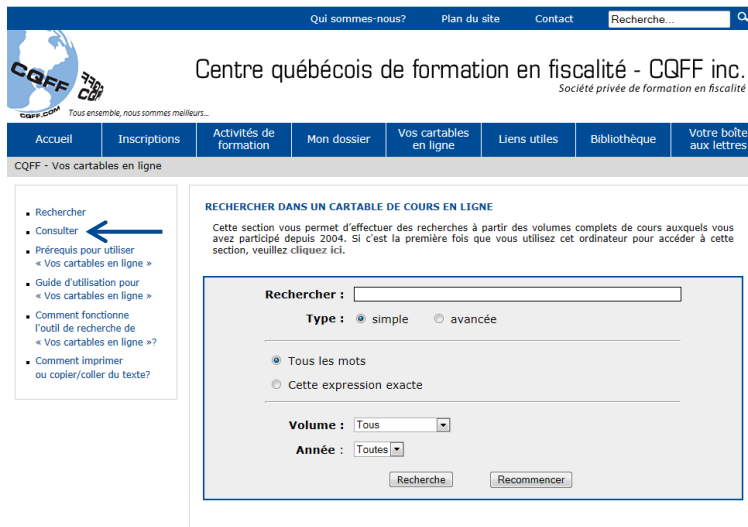 Qui sommes-nous? Plan du site Contact Recherche...
CQFF CQFF
CQFF.COM
Tous ensemble, nous sommes meilleurs...
Centre québécois de formation en fiscalité - CQFF inc.
Société privée de formation en fiscalité
Accueil Inscriptions Activités de formation Mon dossier Vos cartables en ligne Liens utiles Bibliothèque Votre boîte aux lettres
CQFF - Vos cartables en ligne
Rechercher
Consulter
Prérequis pour utiliser
« Vos cartables en ligne »
Guide d'utilisation pour
« Vos cartables en ligne »
Comment fonctionne
l'outil de recherche de
« Vos cartables en ligne »?
Comment imprimer
ou copier/coller du texte?
RECHERCHER DANS UN CARTABLE DE COURS EN LIGNE
Cette section vous permet d'effectuer des recherches à partir des volumes complets de cours auxquels vous
avez participé depuis 2004. Si c'est la première fois que vous utilisez cet ordinateur pour accéder à cette
section, veuillez cliquez ici.
Rechercher :
Type : simple avancée
Tous les mots
Cette expression exacte
Volume : Tous
Année : Toutes
Recherche Recommencer